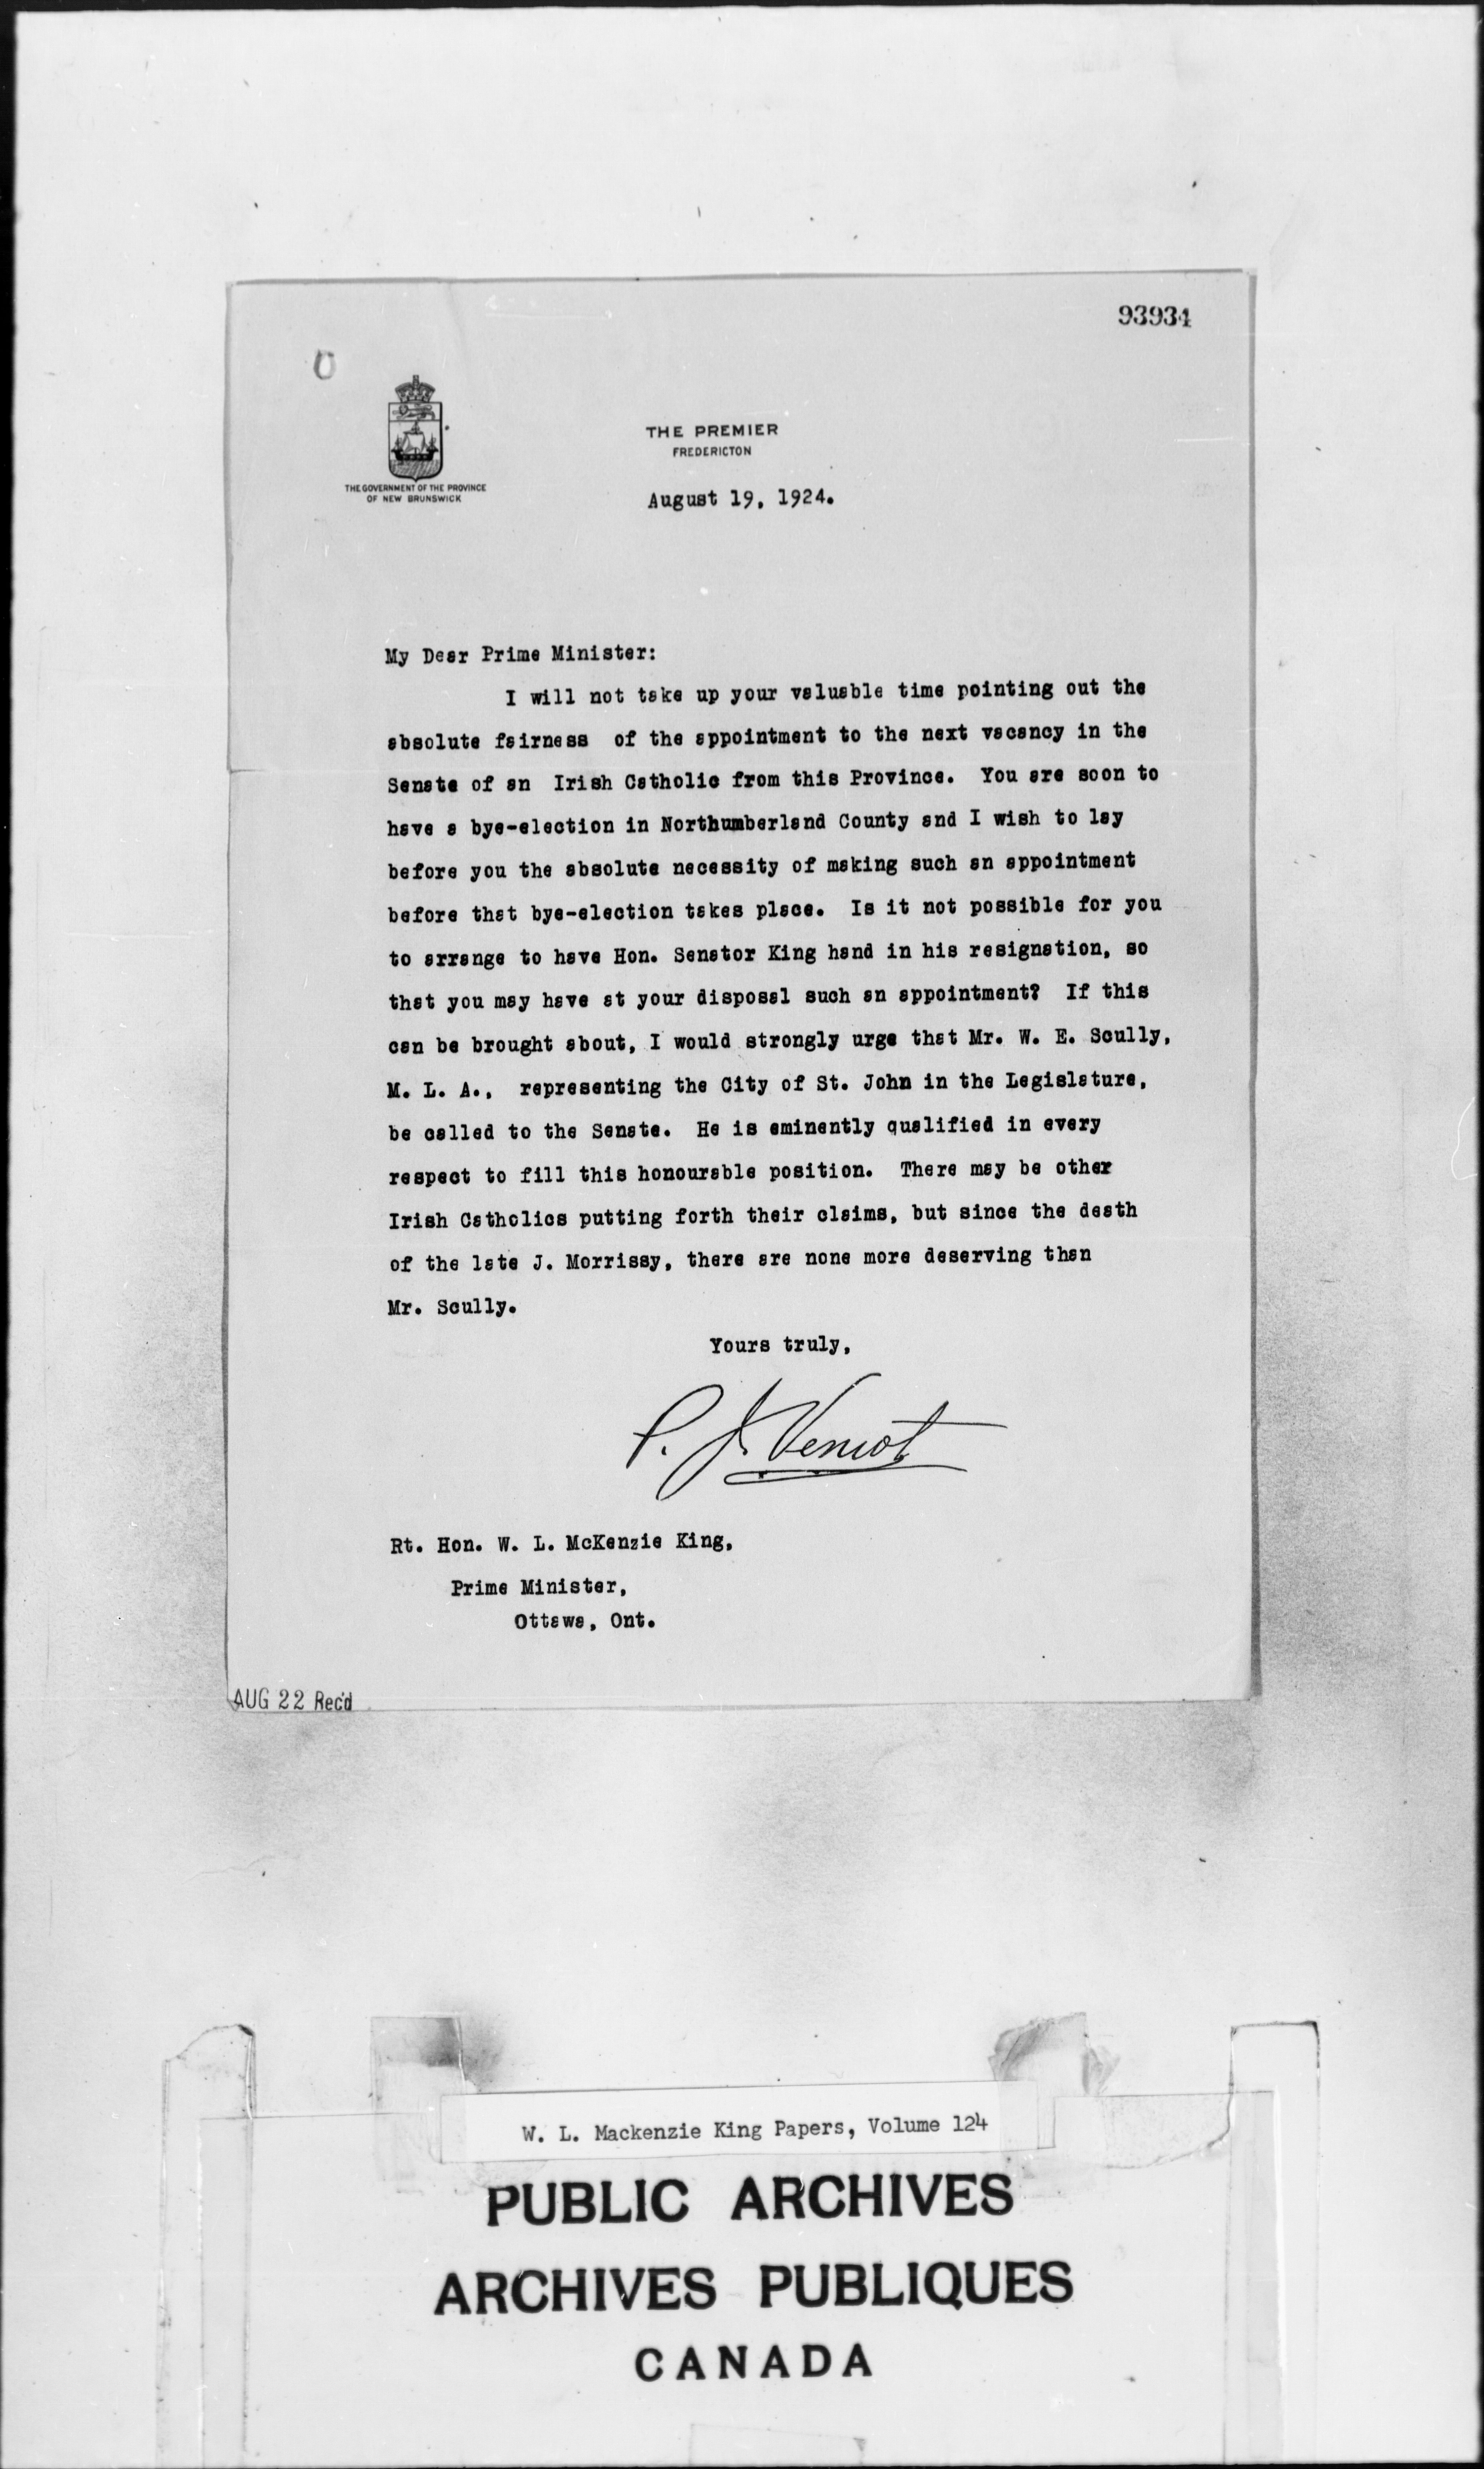 93934
THE GOVERNMENT OF THE PROVINCE
OF NEW BRUNSWICK
THE PREMIER
FREDERICTON
August 19, 1924.
My Dear Prime Minister:
I will not take up your valuable time pointing out the
absolute fairness of the appointment to the next vacancy in the
Senate of an Irish Catholic from this Province. You are soon to
have a bye-election in Northumberland County and I wish to lay
before you the absolute necessity of making such an appointment
before that bye-election takes place. Is it not possible for you
to arrange to have Hon. Senator King hand in his resignation, so
that you may have at your disposal such an appointment? If this
can be brought about, I would strongly urge that Mr. W. E. Scully,
M. L. A., representing the City of St. John in the Legislature,
be called to the Senate. He is eminently qualified in every
respect to fill this honourable position. There may be other
Irish Catholics putting forth their claims, but since the death
of the late J. Morrissy, there are none more deserving than
Mr. Scully.
Yours truly,
P. J. Veniot
Rt. Hon. W. L. McKenzie King,
Prime Minister,
Ottawa, Ont.
AUG 22 Rec'd
W. L. Mackenzie King Papers, Volume 124
PUBLIC ARCHIVES
ARCHIVES PUBLIQUES
CANADA